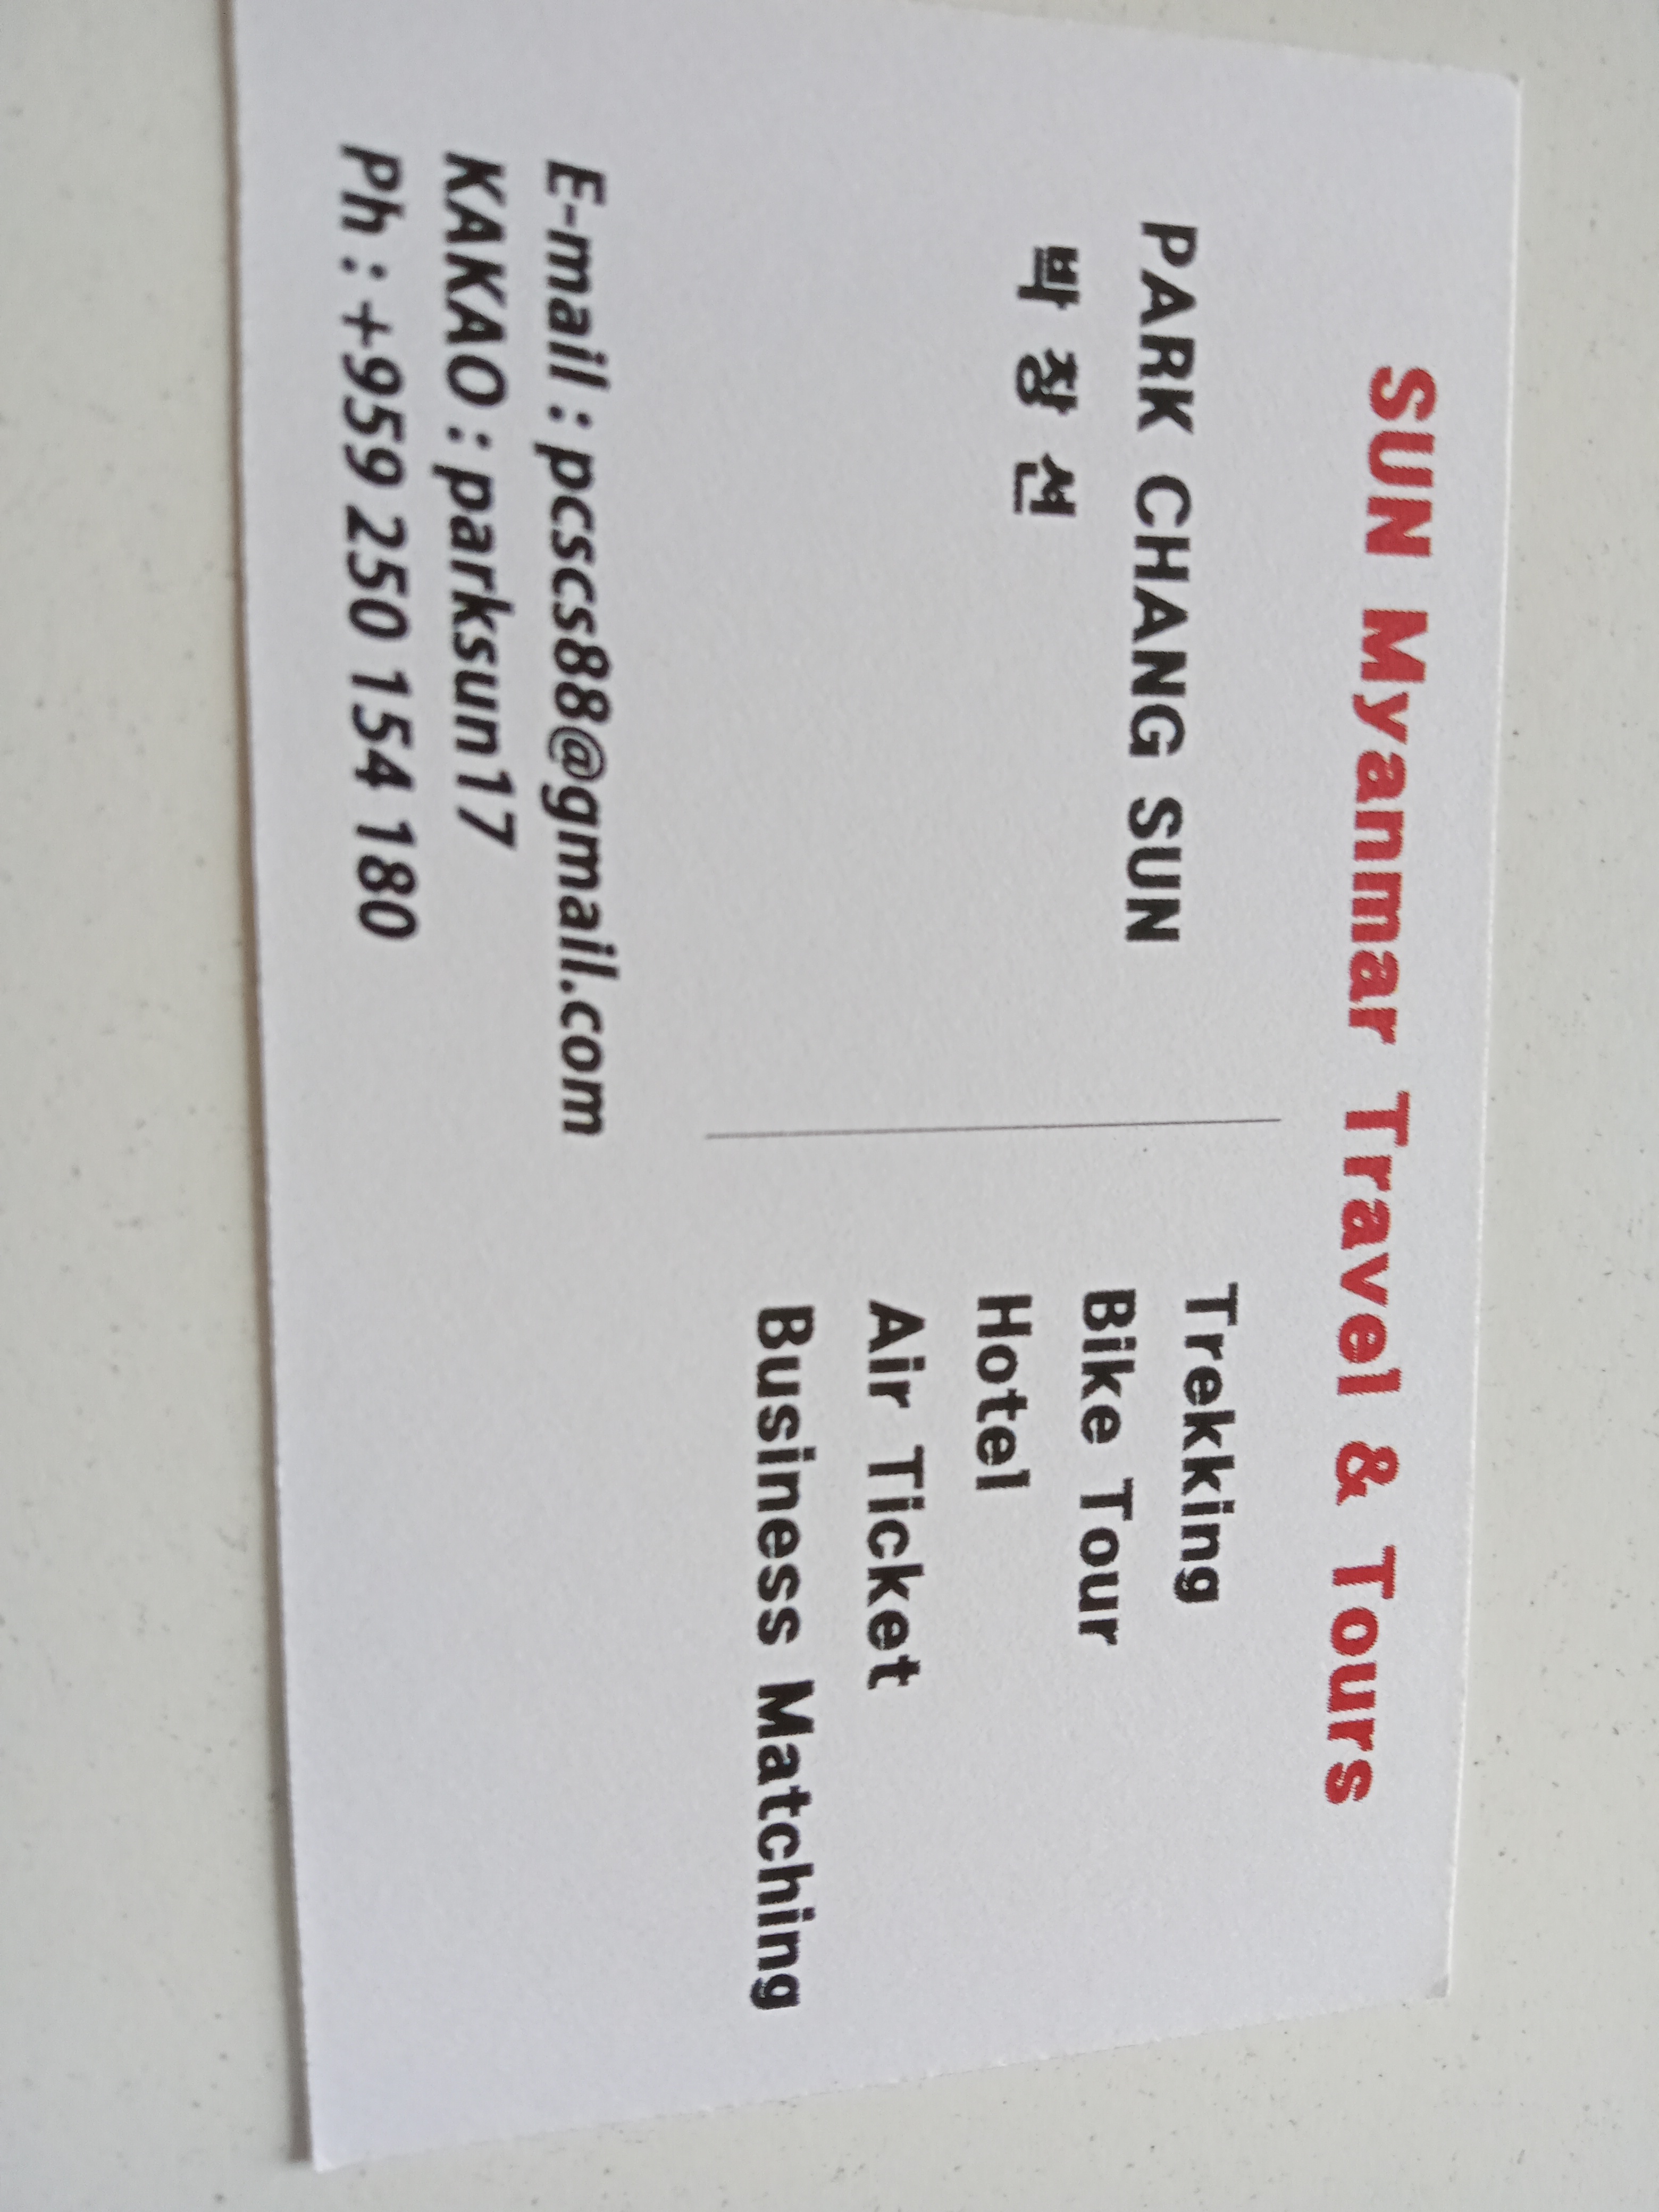 SUN Myanmar Travel & Tours
PARK CHANG SUN
박 창 선
Trekking
Bike Tour
Hotel
Air Ticket
Business Matching
E-mail : pcscs88@gmail.com
KAKAO : parksun17
Ph : +959 250 154 180